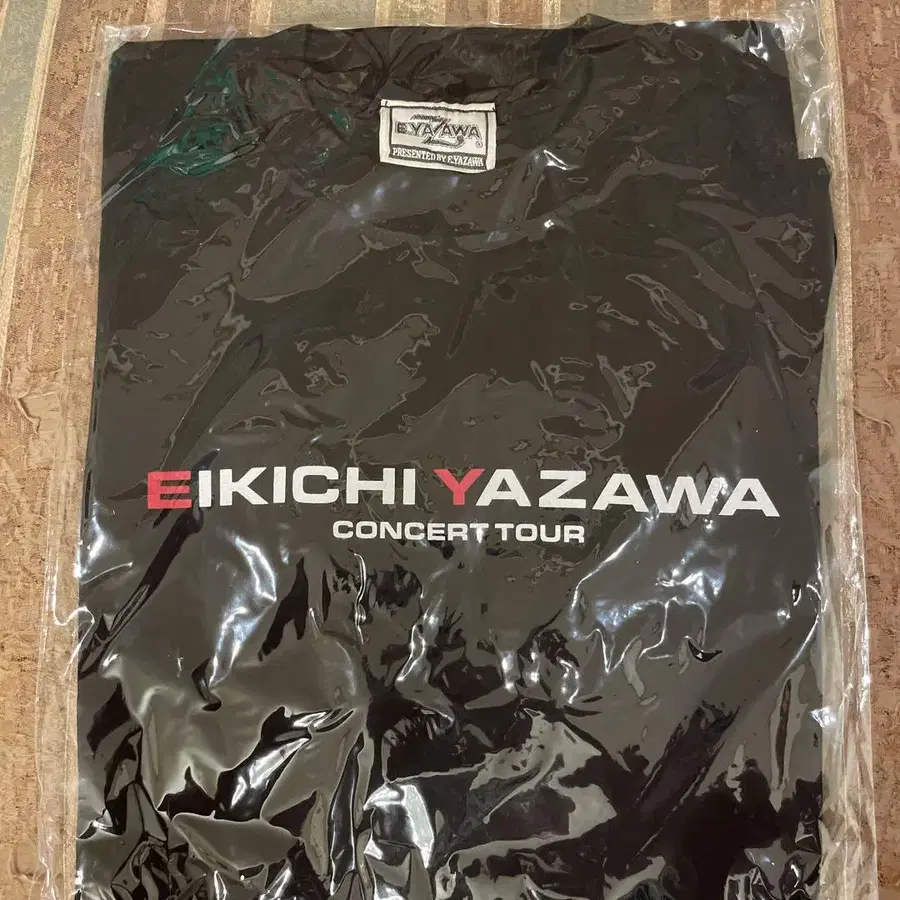 E.YAZAWA
PRESENTED BY E.YAZAWA
EIKICHI YAZAWA
CONCERT TOUR